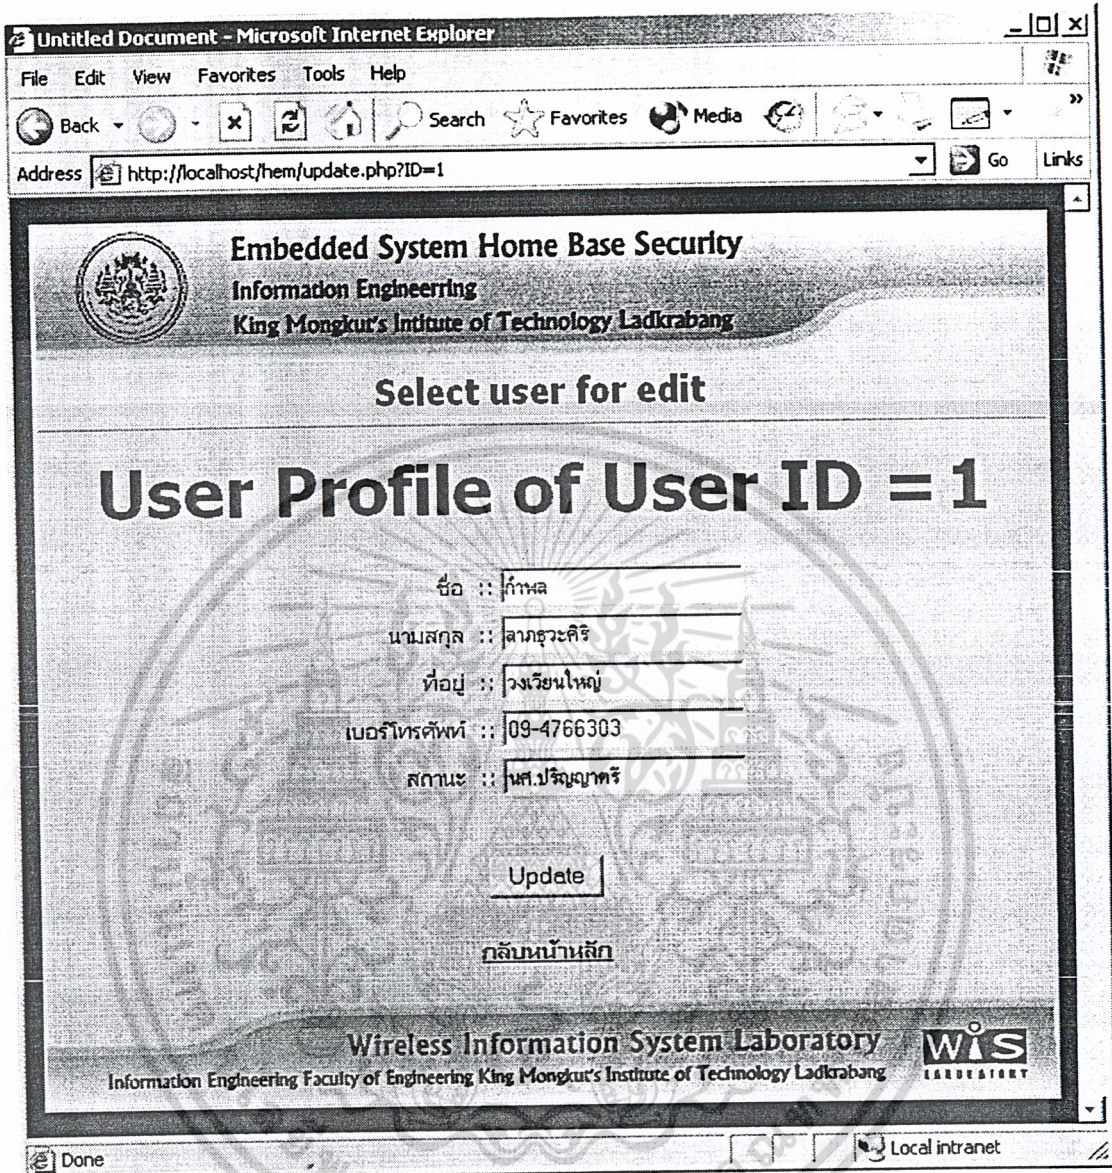 Untitled Document - Microsoft Internet Explorer
File Edit View Favorites Tools Help
Back Search Favorites Media »
Address http://localhost/hem/update.php?ID=1 Go Links
Embedded System Home Base Security
Information Engineerring
King Mongkut's Intitute of Technology Ladkrabang
Select user for edit
User Profile of User ID = 1
ชื่อ :: กำพล
นามสกุล :: ลาภธุวะศิริ
ที่อยู่ :: วงเวียนใหญ่
เบอร์โทรศัพท์ :: 09-4766303
สถานะ :: นศ.ปริญญาตรี
Update
กลับหน้าหลัก
Wireless Information System Laboratory
Information Engineering Faculty of Engineering King Mongkut's Institute of Technology Ladkrabang
WiS
LABORATORY
Done Local intranet